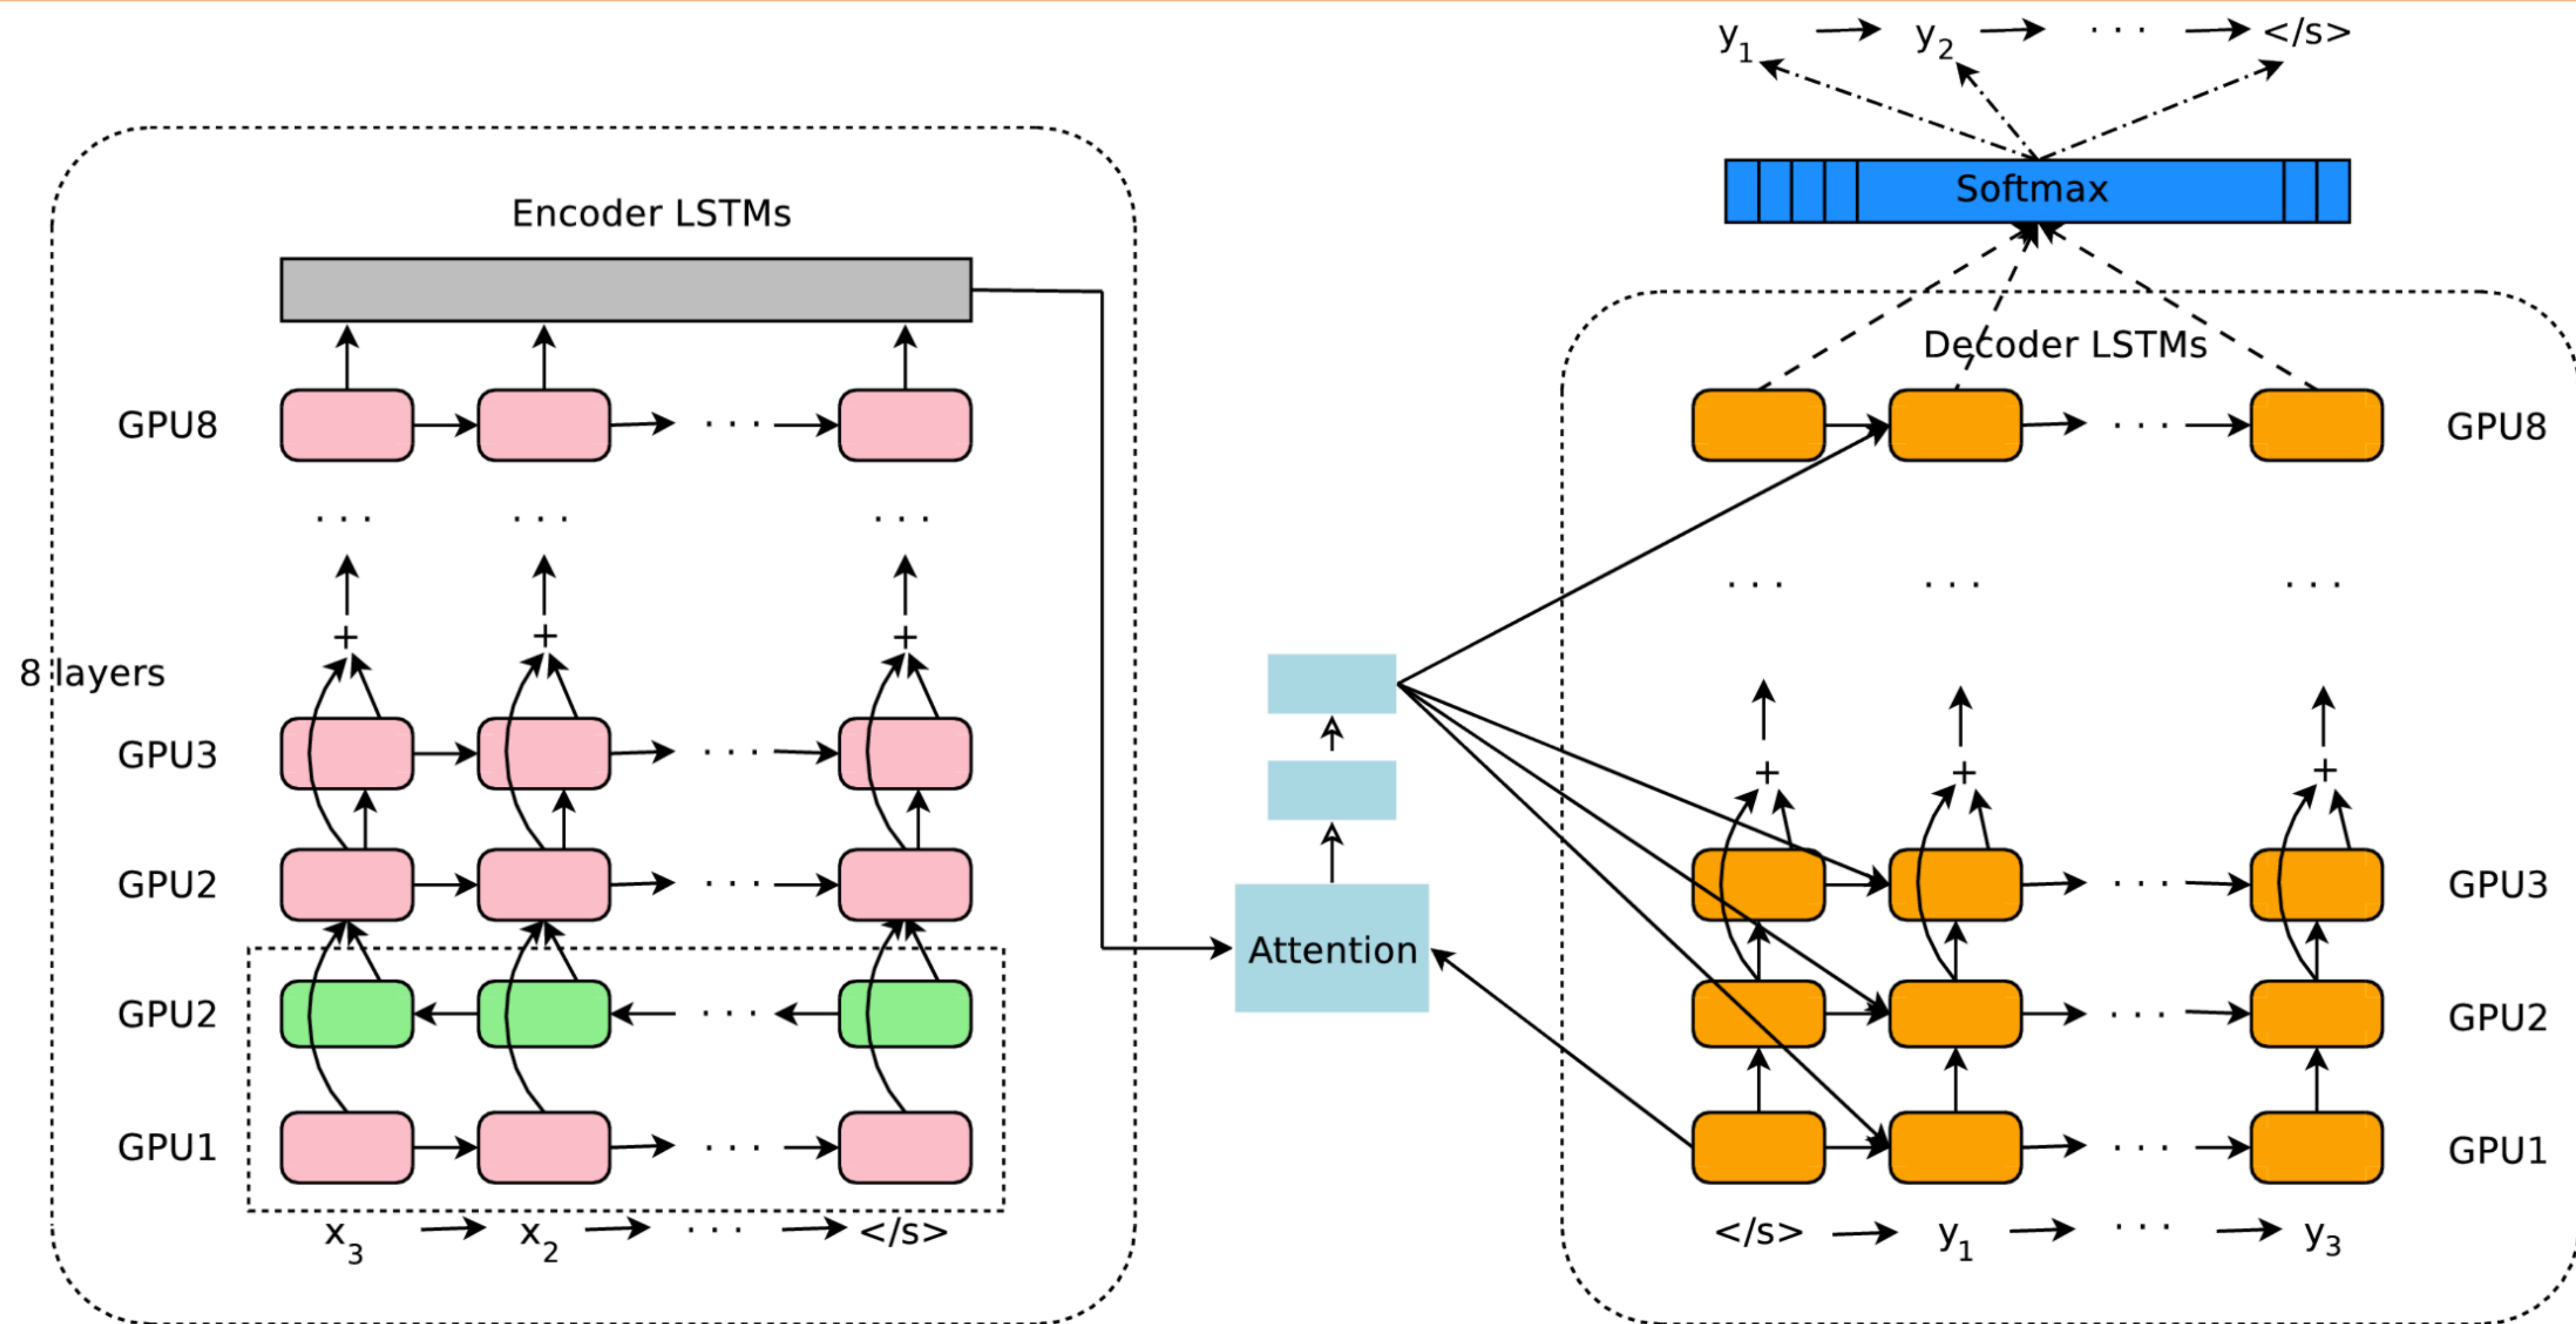 y1 y2 · · · </s>
Softmax
Encoder LSTMs
Decoder LSTMs
GPU8 · · ·
· · · GPU8
· · · · · · · · ·
· · · · · · · · ·
+ + +
8 layers
GPU3 · · ·
+ + +
GPU2 · · ·
· · · GPU3
Attention
GPU2 · · ·
· · · GPU2
GPU1 · · ·
· · · GPU1
x3 x2 · · · </s>
</s> y1 · · · y3